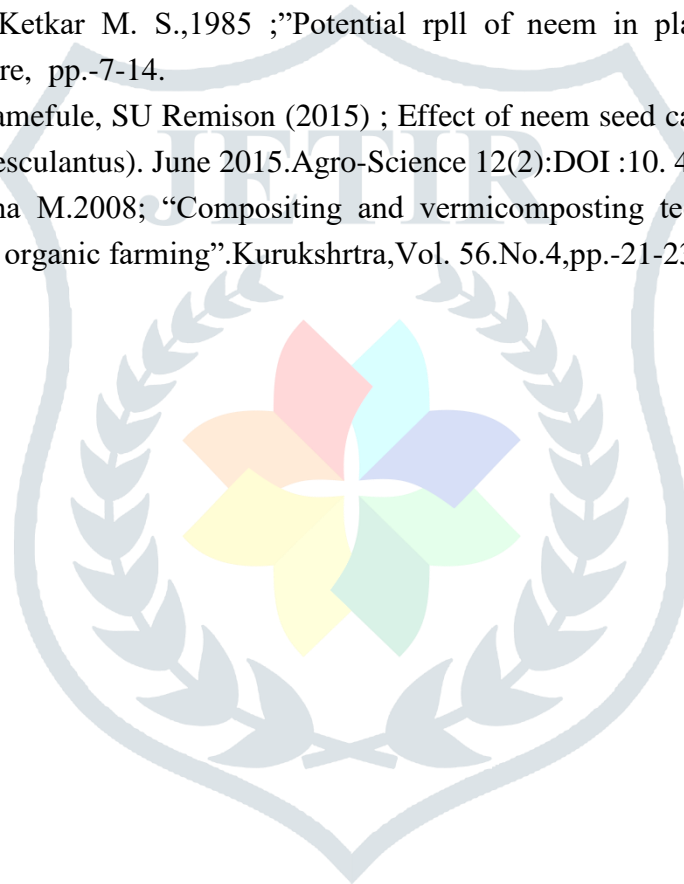 Ketkar M. S.,1985 ;”Potential rpll of neem in pla
re, pp.-7-14.
amefule, SU Remison (2015) ; Effect of neem seed ca
esculantus). June 2015.Agro-Science 12(2):DOI :10. 4
na M.2008; “Compositing and vermicomposting te
organic farming”.Kurukshrtra,Vol. 56.No.4,pp.-21-23
JETIR